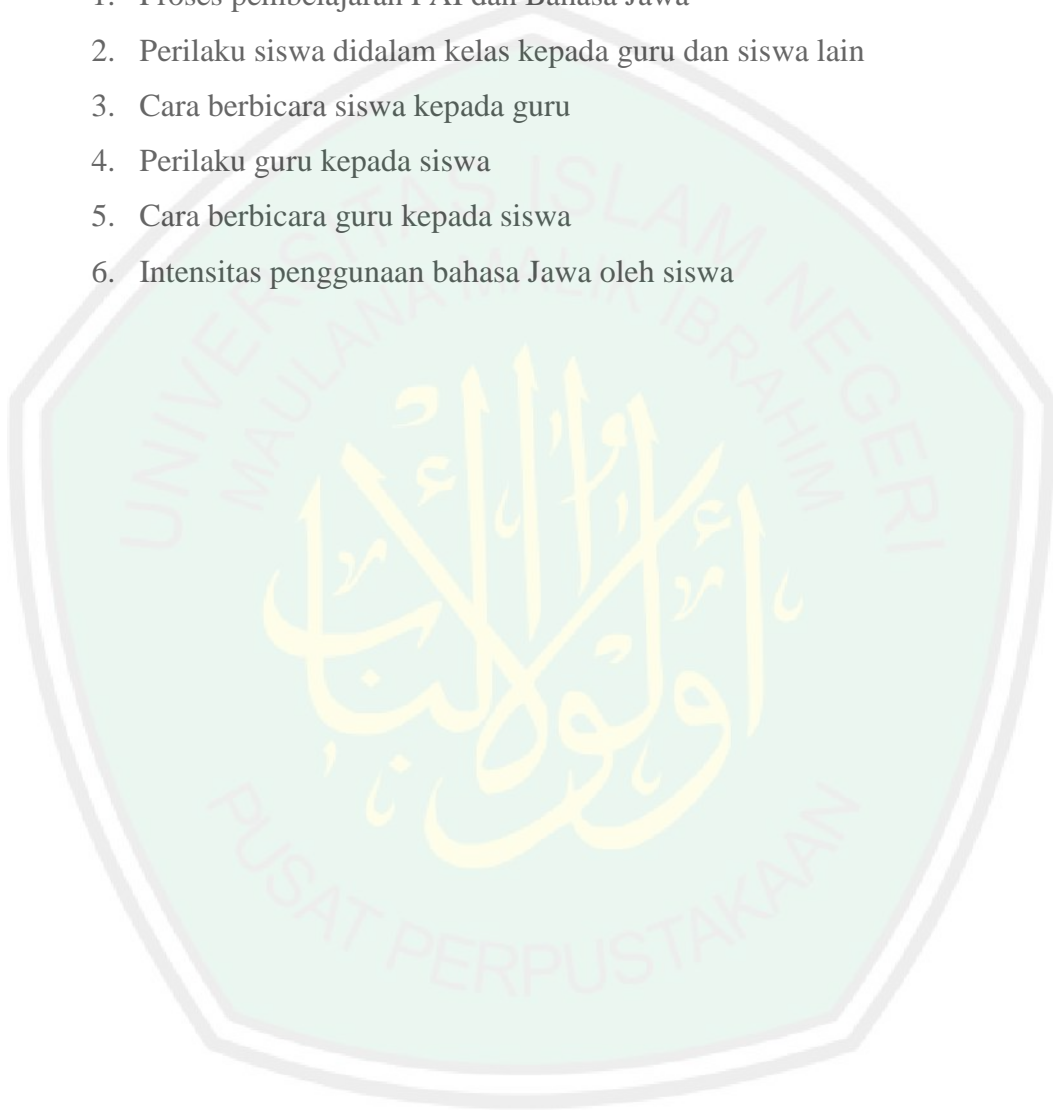 1. Proses pembelajaran PAI dan Bahasa Jawa
2. Perilaku siswa didalam kelas kepada guru dan siswa lain
3. Cara berbicara siswa kepada guru
4. Perilaku guru kepada siswa
5. Cara berbicara guru kepada siswa
6. Intensitas penggunaan bahasa Jawa oleh siswa
UNIVERSITAS ISLAM NEGERI
MAULANA MALIK IBRAHIM
أولوا الألباب
PUSAT PERPUSTAKAAN